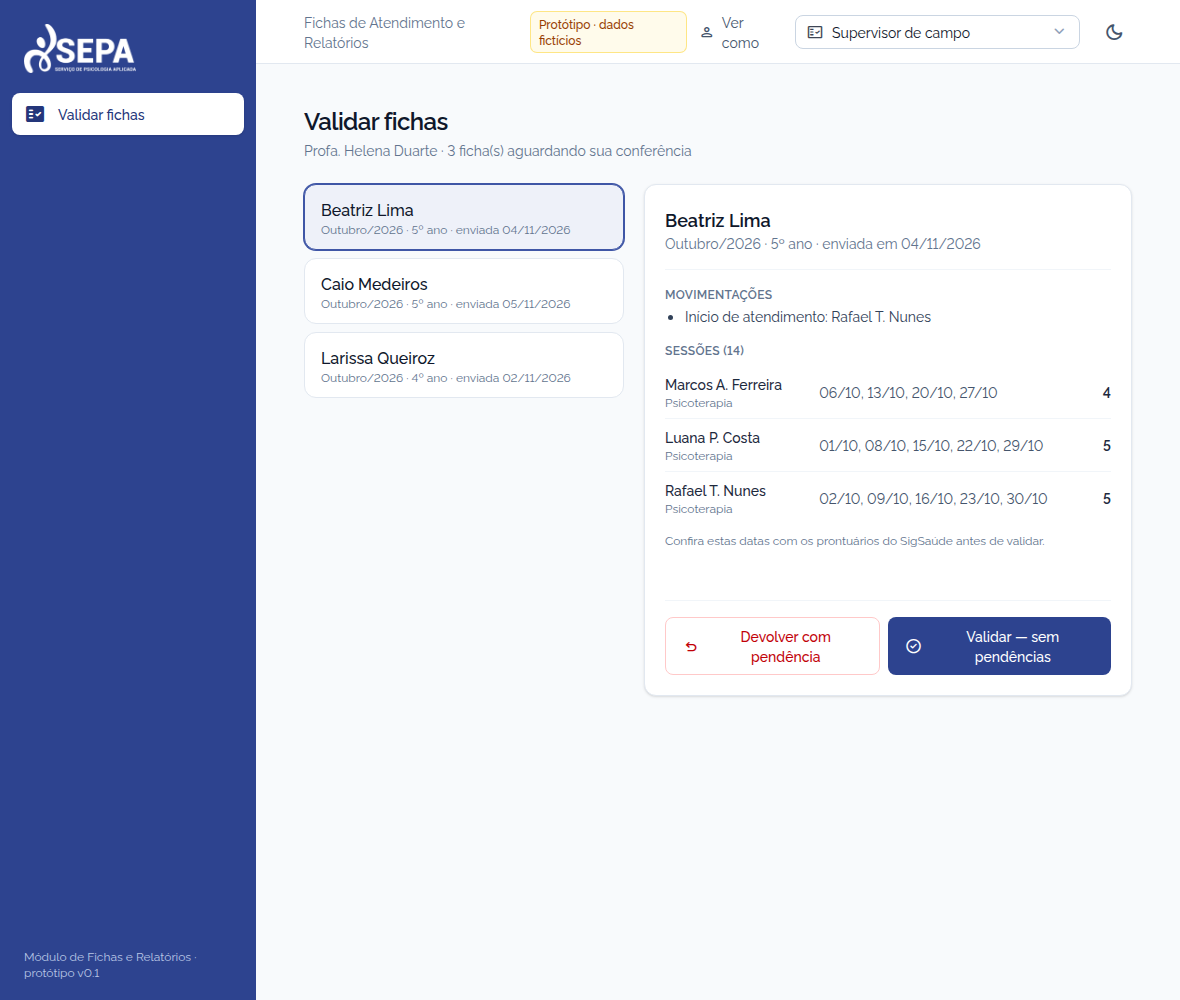 SEPA
SERVIÇO DE PSICOLOGIA APLICADA
Validar fichas
Módulo de Fichas e Relatórios ·
protótipo v0.1
Fichas de Atendimento e
Relatórios
Protótipo · dados
fictícios
Ver
como
Supervisor de campo
Validar fichas
Profa. Helena Duarte · 3 ficha(s) aguardando sua conferência
Beatriz Lima
Outubro/2026 · 5º ano · enviada 04/11/2026
Caio Medeiros
Outubro/2026 · 5º ano · enviada 05/11/2026
Larissa Queiroz
Outubro/2026 · 4º ano · enviada 02/11/2026
Beatriz Lima
Outubro/2026 · 5º ano · enviada em 04/11/2026
MOVIMENTAÇÕES
Início de atendimento: Rafael T. Nunes
SESSÕES (14)
Marcos A. Ferreira
Psicoterapia
06/10, 13/10, 20/10, 27/10
4
Luana P. Costa
Psicoterapia
01/10, 08/10, 15/10, 22/10, 29/10
5
Rafael T. Nunes
Psicoterapia
02/10, 09/10, 16/10, 23/10, 30/10
5
Confira estas datas com os prontuários do SigSaúde antes de validar.
Devolver com
pendência
Validar — sem
pendências